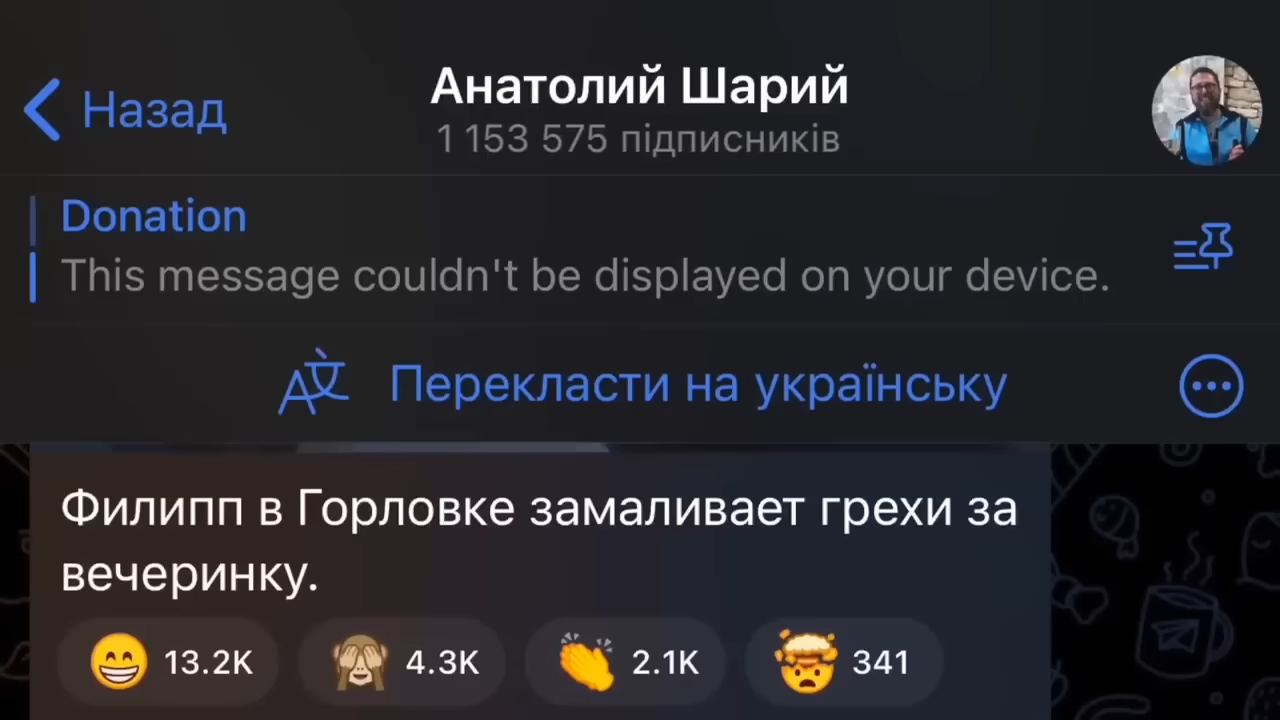 Назад
Анатолий Шарий
1 153 575 підписників
Donation
This message couldn't be displayed on your device.
Перекласти на українську
Филипп в Горловке замаливает грехи за
вечеринку.
13.2K 4.3K 2.1K 341